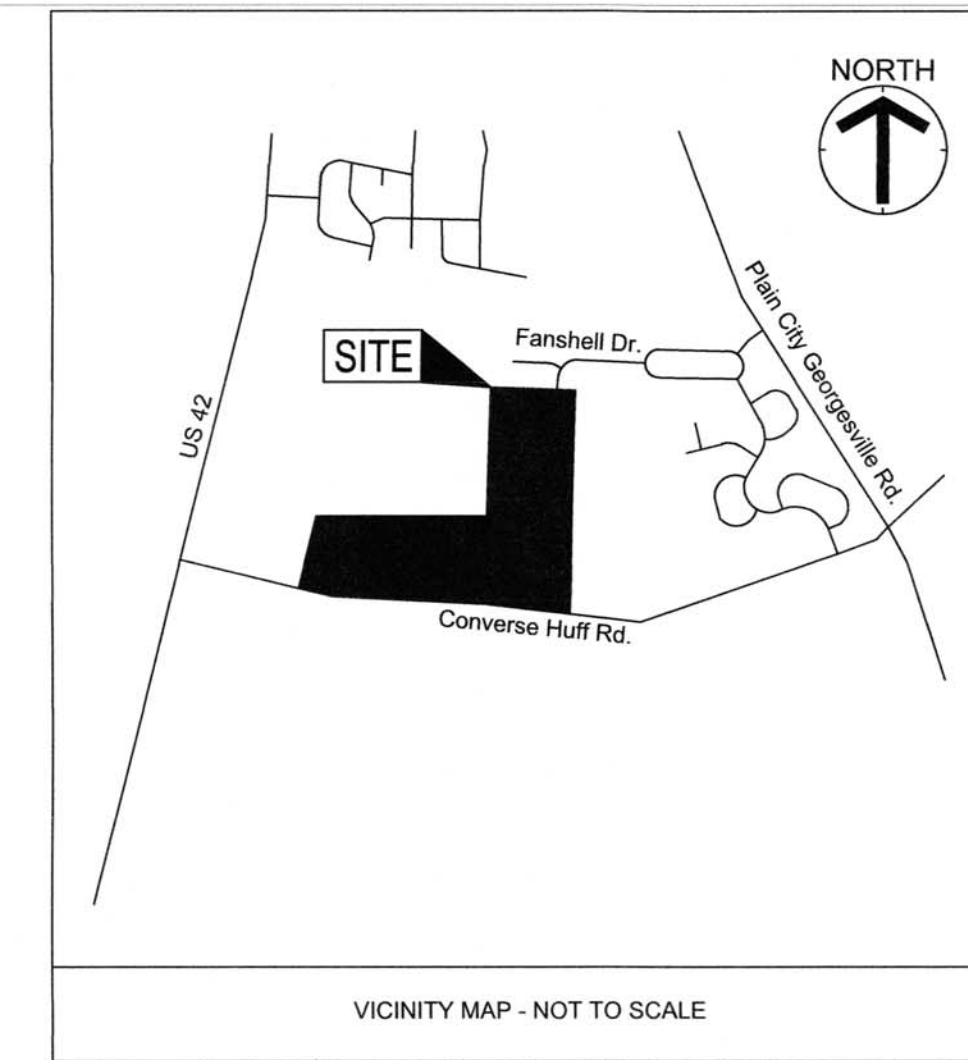 NORTH
Plain City Georgesville Rd.
Fanshell Dr.
SITE
US 42
Converse Huff Rd.
VICINITY MAP - NOT TO SCALE